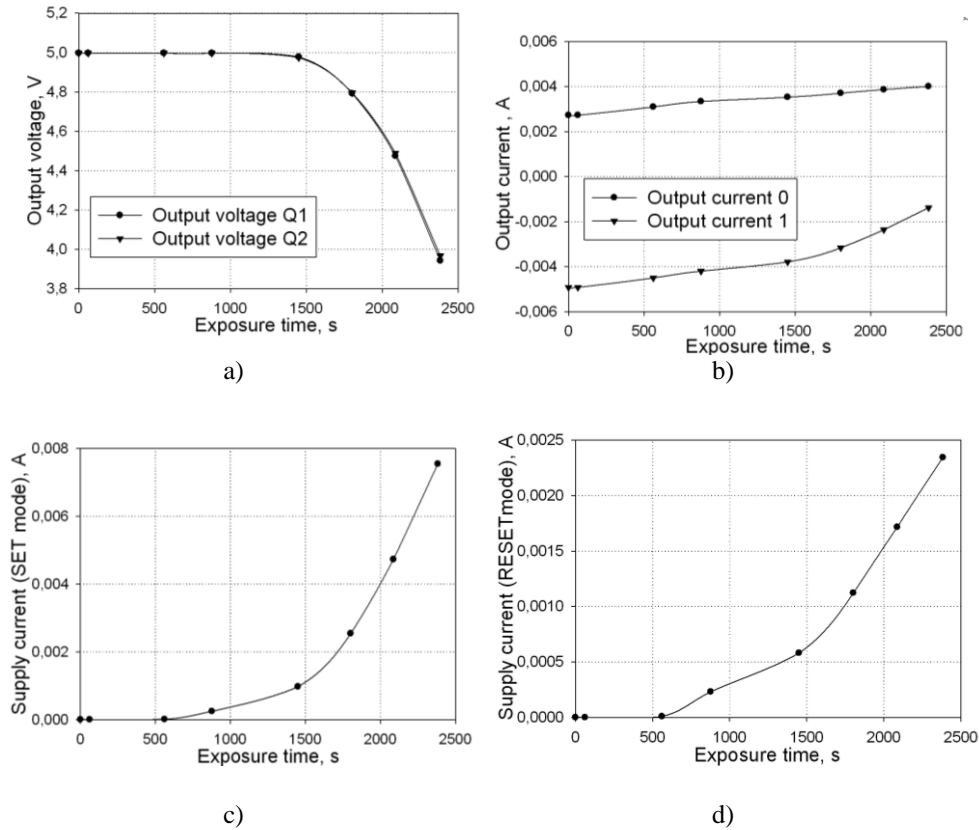 5,2
5,0
4,8
4,6
4,4
4,2
4,0
3,8
Output voltage, V
Output voltage Q1
Output voltage Q2
0 500 1000 1500 2000 2500
Exposure time, s
a)
0,006
0,004
0,002
0,000
-0,002
-0,004
-0,006
Output current , A
Output current 0
Output current 1
0 500 1000 1500 2000 2500
Exposure time, s
b)
0,008
0,006
0,004
0,002
0,000
Supply current (SET mode), A
0 500 1000 1500 2000 2500
Exposure time, s
c)
0,0025
0,0020
0,0015
0,0010
0,0005
0,0000
Supply current (RESETmode), A
0 500 1000 1500 2000 2500
Exposure time, s
d)